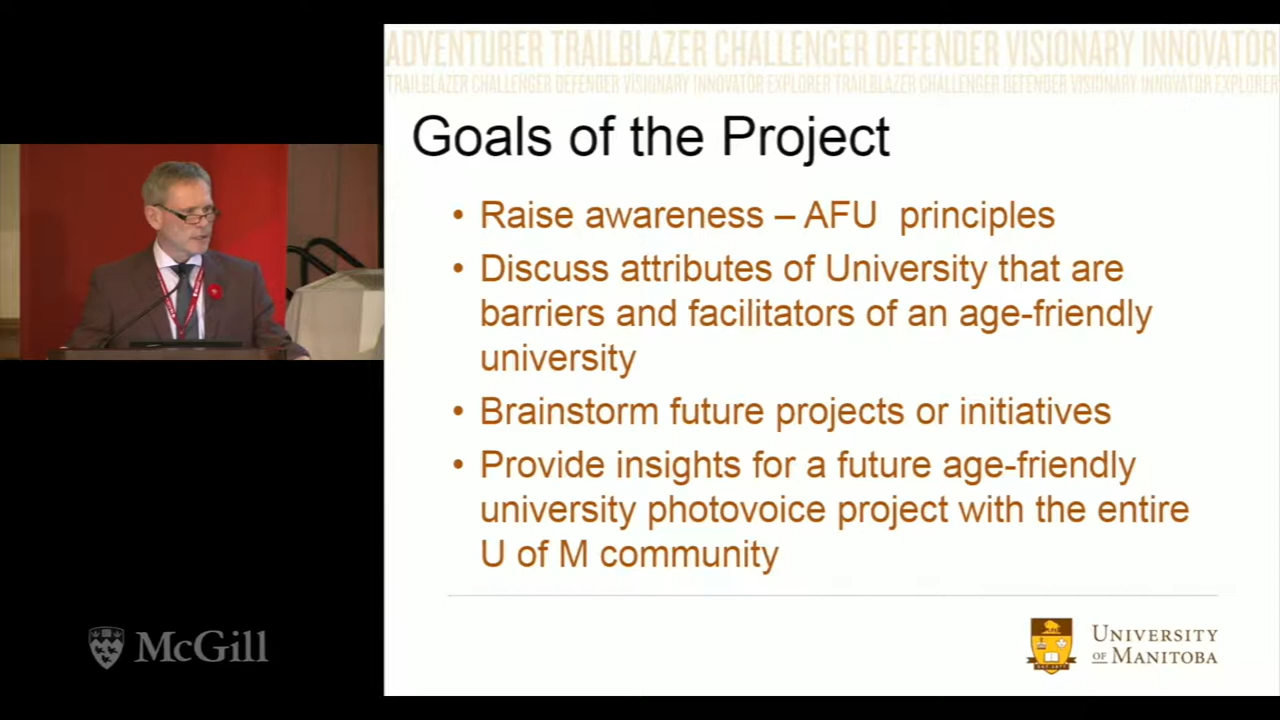 ADVENTURER TRAILBLAZER CHALLENGER DEFENDER VISIONARY INNOVATOR
TRAILBLAZER CHALLENGER DEFENDER VISIONARY INNOVATOR EXPLORER TRAILBLAZER CHALLENGER DEFENDER VISIONARY INNOVATOR EXPLORER
Goals of the Project
• Raise awareness – AFU principles
• Discuss attributes of University that are
barriers and facilitators of an age-friendly
university
• Brainstorm future projects or initiatives
• Provide insights for a future age-friendly
university photovoice project with the entire
U of M community
McGill
UNIVERSITY
OF MANITOBA